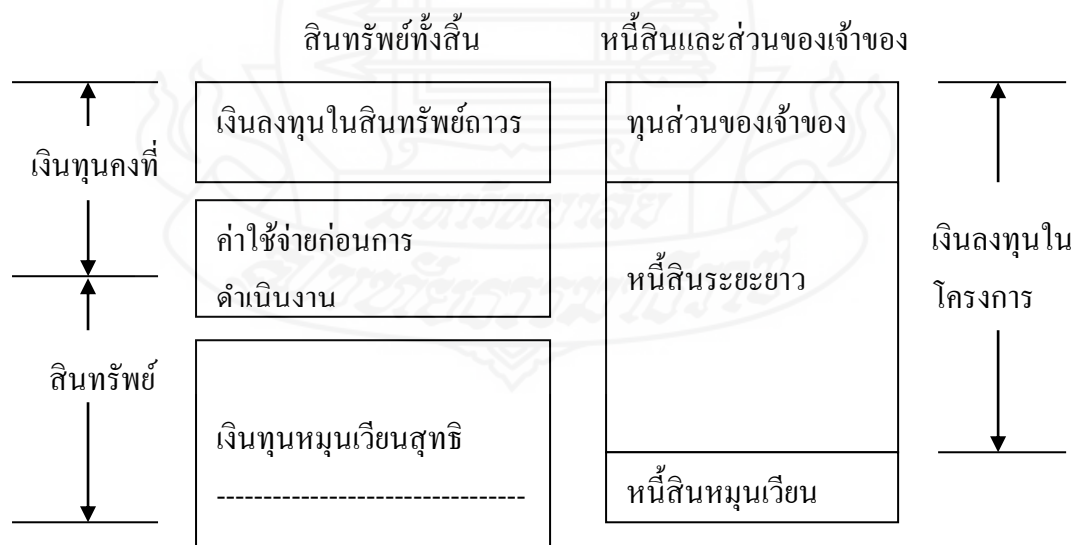 สินทรัพย์ทั้งสิ้น
หนี้สินและส่วนของเจ้าของ
เงินทุนคงที่
สินทรัพย์
เงินลงทุนในสินทรัพย์ถาวร
ค่าใช้จ่ายก่อนการ
ดำเนินงาน
เงินทุนหมุนเวียนสุทธิ
---------------------------------
ทุนส่วนของเจ้าของ
หนี้สินระยะยาว
หนี้สินหมุนเวียน
เงินลงทุนใน
โครงการ